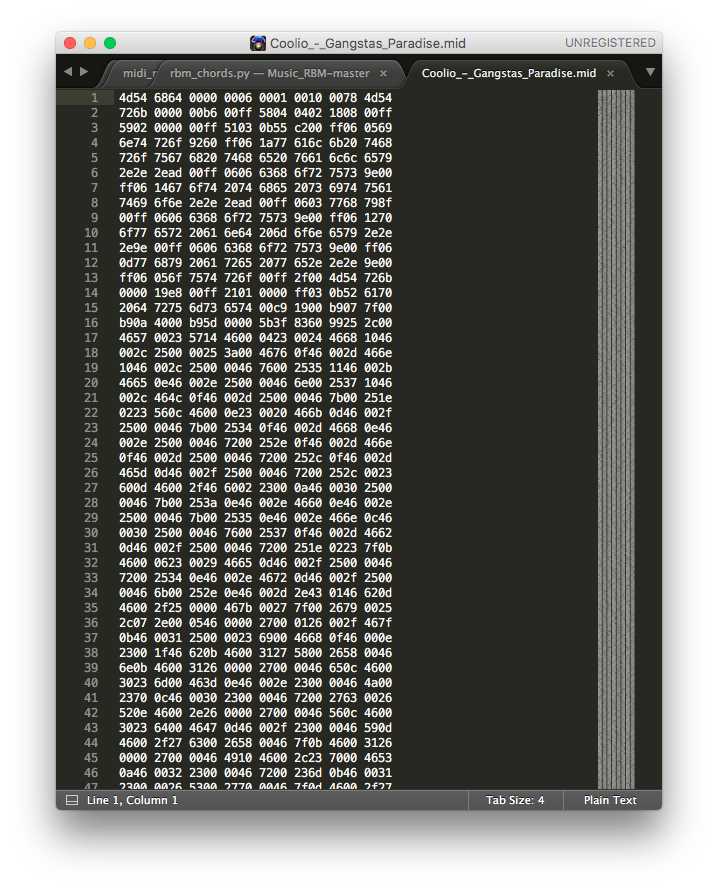 Coolio_-_Gangstas_Paradise.mid
UNREGISTERED
rbm_chords.py — Music_RBM-master ×
Coolio_-_Gangstas_Paradise.mid ×
1 4d54 6864 0000 0006 0001 0010 0078 4d54
2 726b 0000 00b6 00ff 5804 0402 1808 00ff
3 5902 0000 00ff 5103 0b55 c200 ff06 0569
4 6e74 726f 9260 ff06 1a77 616c 6b20 7468
5 726f 7567 6820 7468 6520 7661 6c6c 6579
6 2e2e 2ead 00ff 0606 6368 6f72 7573 9e00
7 ff06 1467 6f74 2074 6865 2073 6974 7561
8 7469 6f6e 2e2e 2ead 00ff 0603 7768 798f
9 00ff 0606 6368 6f72 7573 9e00 ff06 1270
10 6f77 6572 2061 6e64 206d 6f6e 6579 2e2e
11 2e9e 00ff 0606 6368 6f72 7573 9e00 ff06
12 0d77 6879 2061 7265 2077 652e 2e2e 9e00
13 ff06 056f 7574 726f 00ff 2f00 4d54 726b
14 0000 19e8 00ff 2101 0000 ff03 0b52 6170
15 2064 7275 6d73 6574 00c9 1900 b907 7f00
16 b90a 4000 b95d 0000 5b3f 8360 9925 2c00
17 4657 0023 5714 4600 0423 0024 4668 1046
18 002c 2500 0025 3a00 4676 0f46 002d 466e
19 1046 002c 2500 0046 7600 2535 1146 002b
20 4665 0e46 002e 2500 0046 6e00 2537 1046
21 002c 464c 0f46 002d 2500 0046 7b00 251e
22 0223 560c 4600 0e23 0020 466b 0d46 002f
23 2500 0046 7b00 2534 0f46 002d 4668 0e46
24 002e 2500 0046 7200 252e 0f46 002d 466e
25 0f46 002d 2500 0046 7200 252c 0f46 002d
26 465d 0d46 002f 2500 0046 7200 252c 0023
27 600d 4600 2f46 6002 2300 0a46 0030 2500
28 0046 7b00 253a 0e46 002e 4660 0e46 002e
29 2500 0046 7b00 2535 0e46 002e 466e 0c46
30 0030 2500 0046 7600 2537 0f46 002d 4662
31 0d46 002f 2500 0046 7200 251e 0223 7f0b
32 4600 0623 0029 4665 0d46 002f 2500 0046
33 7200 2534 0e46 002e 4672 0d46 002f 2500
34 0046 6b00 252e 0e46 002d 2e43 0146 620d
35 4600 2f25 0000 467b 0027 7f00 2679 0025
36 2c07 2e00 0546 0000 2700 0126 002f 467f
37 0b46 0031 2500 0023 6900 4668 0f46 000e
38 2300 1f46 620b 4600 3127 5800 2658 0046
39 6e0b 4600 3126 0000 2700 0046 650c 4600
40 3023 6d00 463d 0e46 002e 2300 0046 4a00
41 2370 0c46 0030 2300 0046 7200 2763 0026
42 520e 4600 2e26 0000 2700 0046 560c 4600
43 3023 6400 4647 0d46 002f 2300 0046 590d
44 4600 2f27 6300 2658 0046 7f0b 4600 3126
45 0000 2700 0046 4910 4600 2c23 7000 4653
46 0a46 0032 2300 0046 7200 236d 0b46 0031
47 2300 0026 5300 2770 0046 7f0d 4600 2f27
Line 1, Column 1
Tab Size: 4
Plain Text